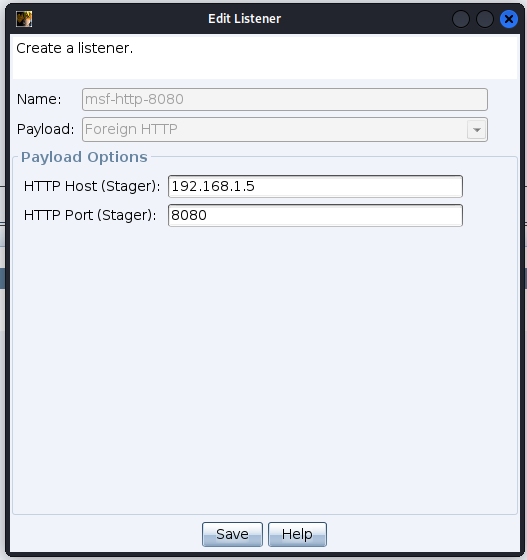 Edit Listener
Create a listener.
Name: msf-http-8080
Payload: Foreign HTTP
Payload Options
HTTP Host (Stager): 192.168.1.5
HTTP Port (Stager): 8080
Save Help